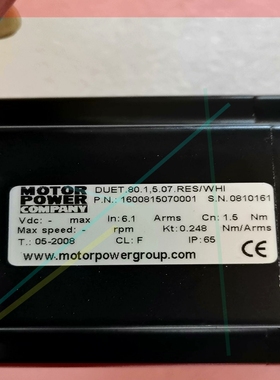 MOTOR POWER COMPANY
DUET.80.1,5.07.RES/WHI
P.N.: 1600815070001 S.N. 0810161
Vdc: - max In: 6.1 Arms Cn: 1.5 Nm
Max speed: - rpm Kt: 0.248 Nm/Arms
T.: 05-2008 CL: F IP: 65
www.motorpowergroup.com CE